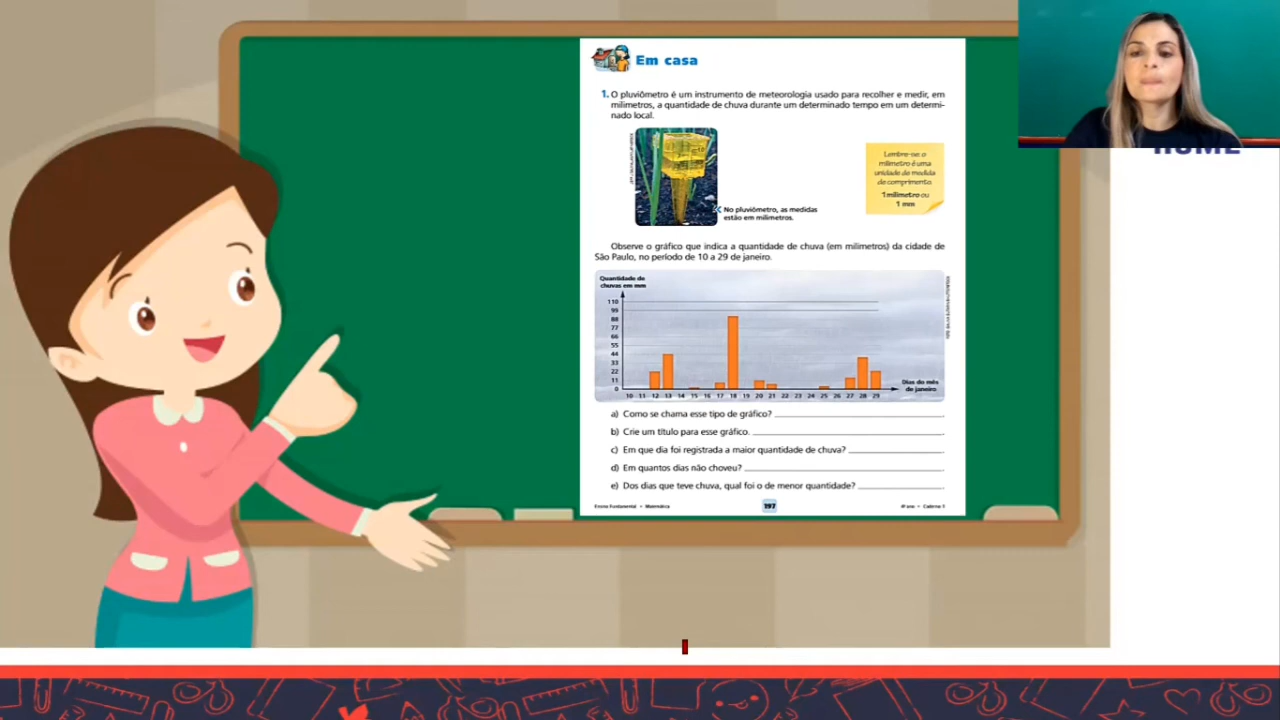 Em casa
1. O pluviômetro é um instrumento de meteorologia usado para recolher e medir, em
milímetros, a quantidade de chuva durante um determinado tempo em um determi-
nado local.
Lembre-se: o
milímetro é uma
unidade de medida
de comprimento.
1 milímetro ou
1 mm
No pluviômetro, as medidas
estão em milímetros.
Observe o gráfico que indica a quantidade de chuva (em milímetros) da cidade de
São Paulo, no período de 10 a 29 de janeiro.
Quantidade de
chuvas em mm
110
99
88
77
66
55
44
33
22
11
0
10 11 12 13 14 15 16 17 18 19 20 21 22 23 24 25 26 27 28 29
Dias do mês
de janeiro
a) Como se chama esse tipo de gráfico?
b) Crie um título para esse gráfico.
c) Em que dia foi registrada a maior quantidade de chuva?
d) Em quantos dias não choveu?
e) Dos dias que teve chuva, qual foi o de menor quantidade?
Ensino Fundamental • Matemática
197
4º ano • Caderno